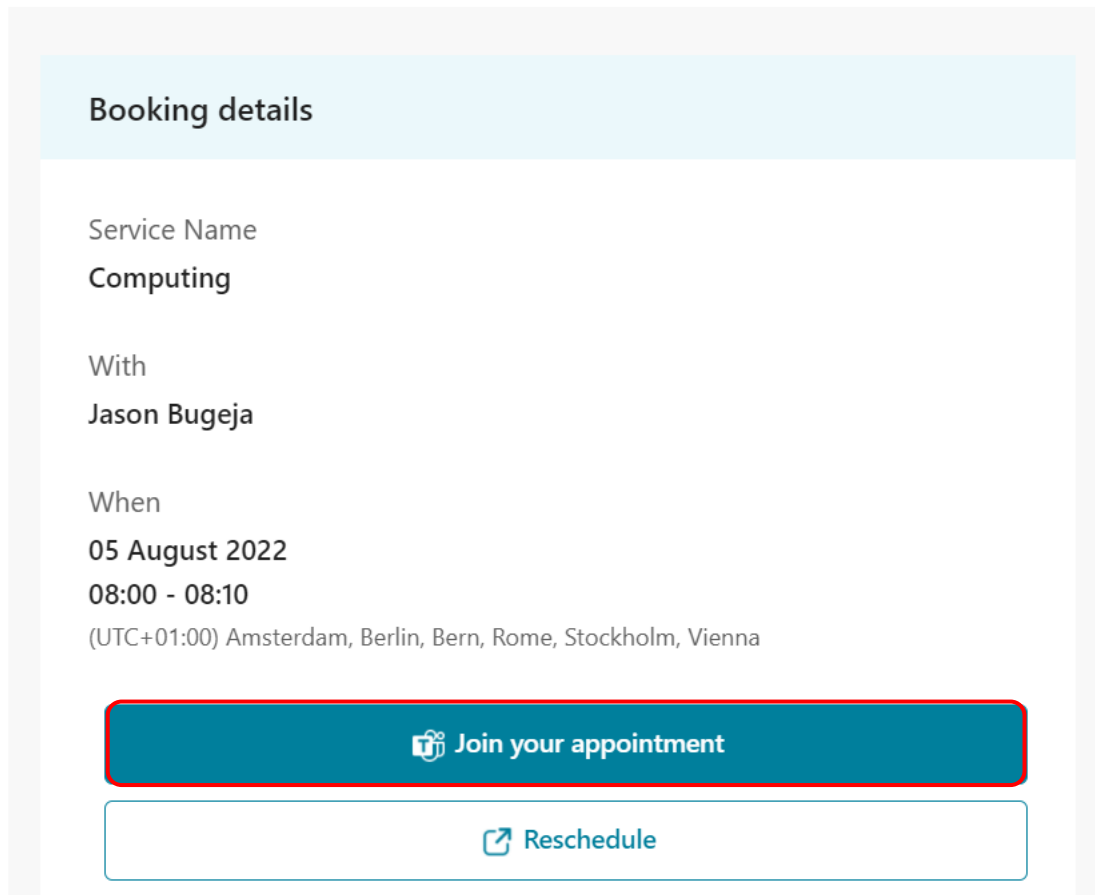 Booking details
Service Name
Computing
With
Jason Bugeja
When
05 August 2022
08:00 - 08:10
(UTC+01:00) Amsterdam, Berlin, Bern, Rome, Stockholm, Vienna
Join your appointment
Reschedule